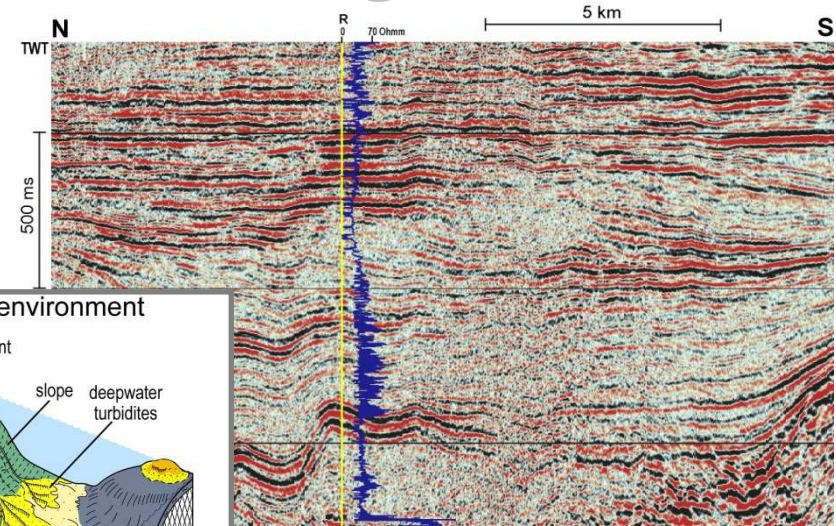 N
R
0 70 Ohmm
5 km
S
TWT
500 ms
environment
nt
slope
deepwater
turbidites